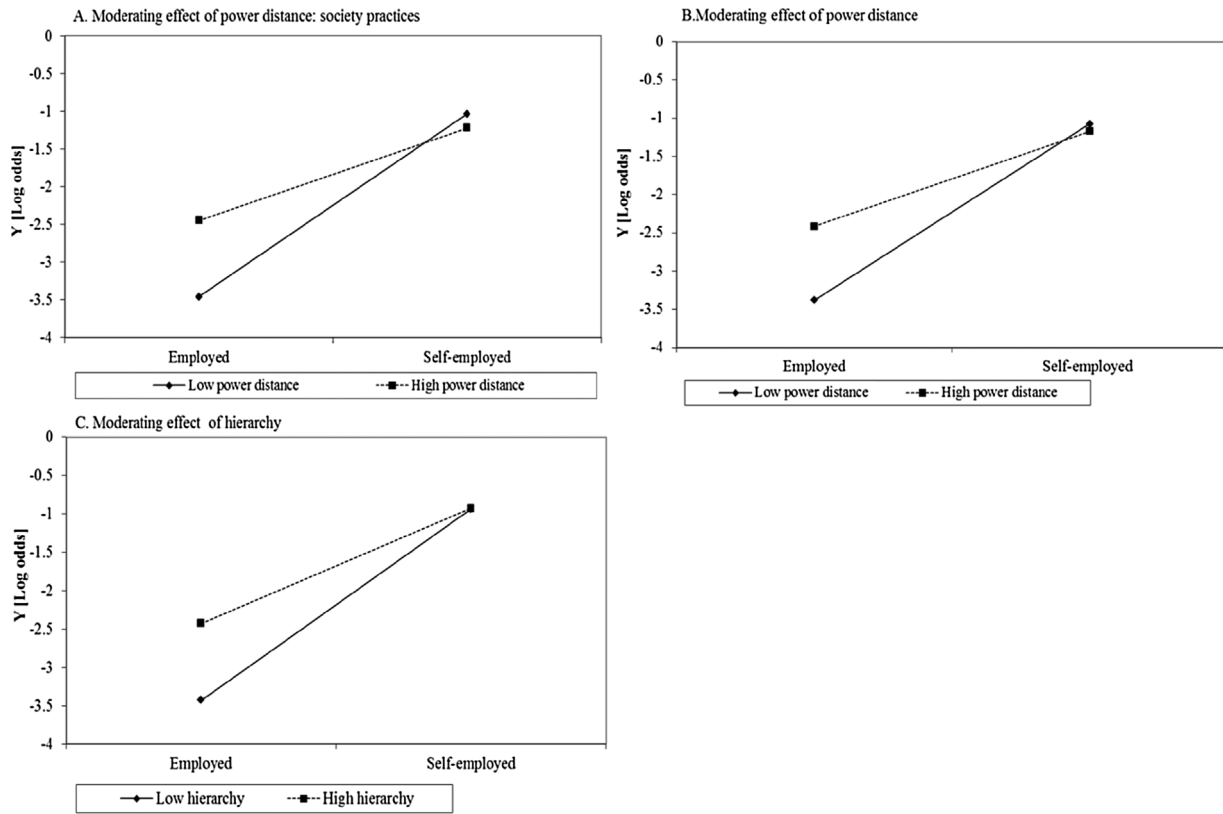 A. Moderating effect of power distance: society practices
0
-0.5
-1
-1.5
-2
-2.5
-3
-3.5
-4
Y [Log odds]
Employed
Self-employed
Low power distance
High power distance
B.Moderating effect of power distance
0
-0.5
-1
-1.5
-2
-2.5
-3
-3.5
-4
Y [Log odds]
Employed
Self-employed
Low power distance
High power distance
C. Moderating effect of hierarchy
0
-0.5
-1
-1.5
-2
-2.5
-3
-3.5
-4
Y [Log odds]
Employed
Self-employed
Low hierarchy
High hierarchy